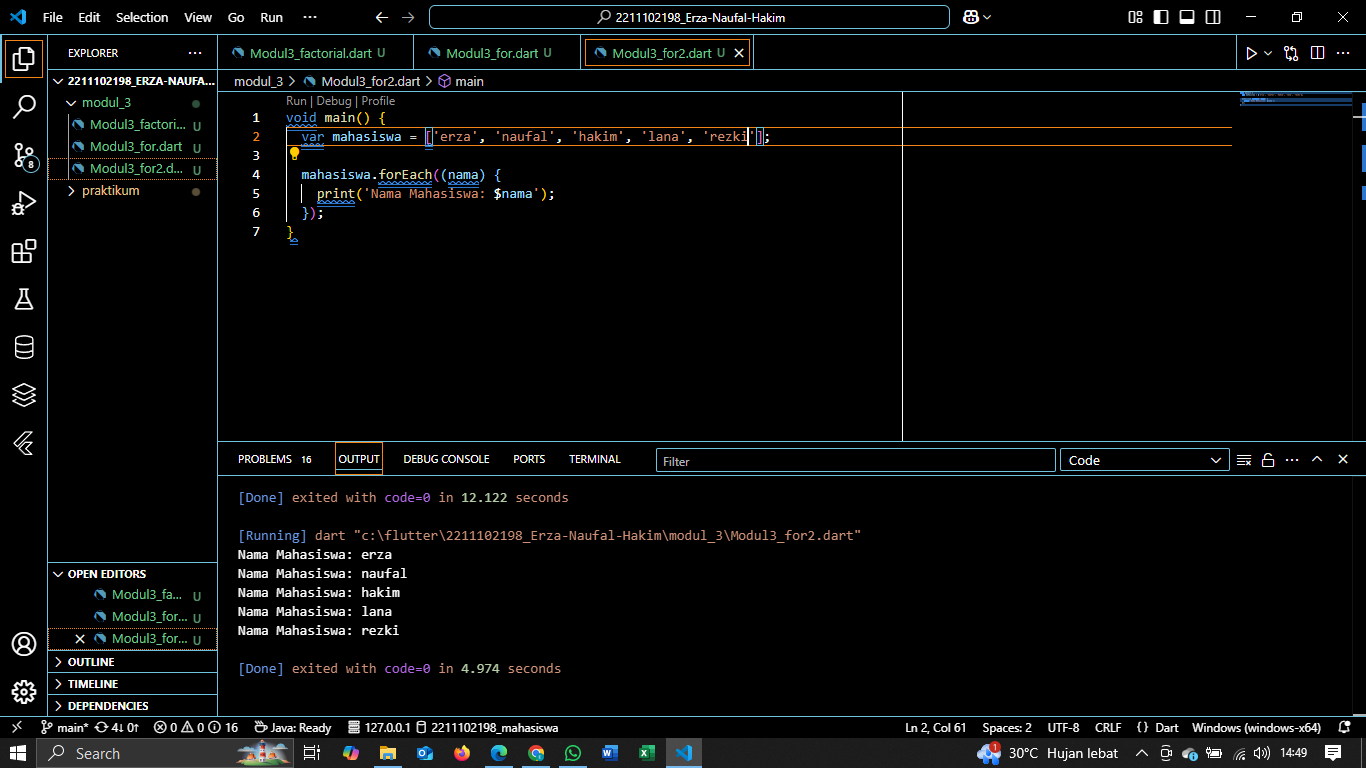 File Edit Selection View Go Run ··· 2211102198_Erza-Naufal-Hakim
EXPLORER ···
2211102198_ERZA-NAUFA...
modul_3
Modul3_factori... U
Modul3_for.dart U
Modul3_for2.d... U
praktikum
8
OPEN EDITORS
Modul3_fa... U
Modul3_for... U
Modul3_for... U
OUTLINE
TIMELINE
DEPENDENCIES
Modul3_factorial.dart U Modul3_for.dart U Modul3_for2.dart U
modul_3 > Modul3_for2.dart > main
Run | Debug | Profile
1 void main() {
2 var mahasiswa = ['erza', 'naufal', 'hakim', 'lana', 'rezki'];
3
4 mahasiswa.forEach((nama) {
5 print('Nama Mahasiswa: $nama');
6 });
7 }
PROBLEMS 16 OUTPUT DEBUG CONSOLE PORTS TERMINAL Filter Code
[Done] exited with code=0 in 12.122 seconds
[Running] dart "c:\flutter\2211102198_Erza-Naufal-Hakim\modul_3\Modul3_for2.dart"
Nama Mahasiswa: erza
Nama Mahasiswa: naufal
Nama Mahasiswa: hakim
Nama Mahasiswa: lana
Nama Mahasiswa: rezki
[Done] exited with code=0 in 4.974 seconds
main* 4↓ 0↑ 0 0 16 Java: Ready 127.0.0.1 2211102198_mahasiswa Ln 2, Col 61 Spaces: 2 UTF-8 CRLF {} Dart Windows (windows-x64)
Search 1 30°C Hujan lebat 14:49